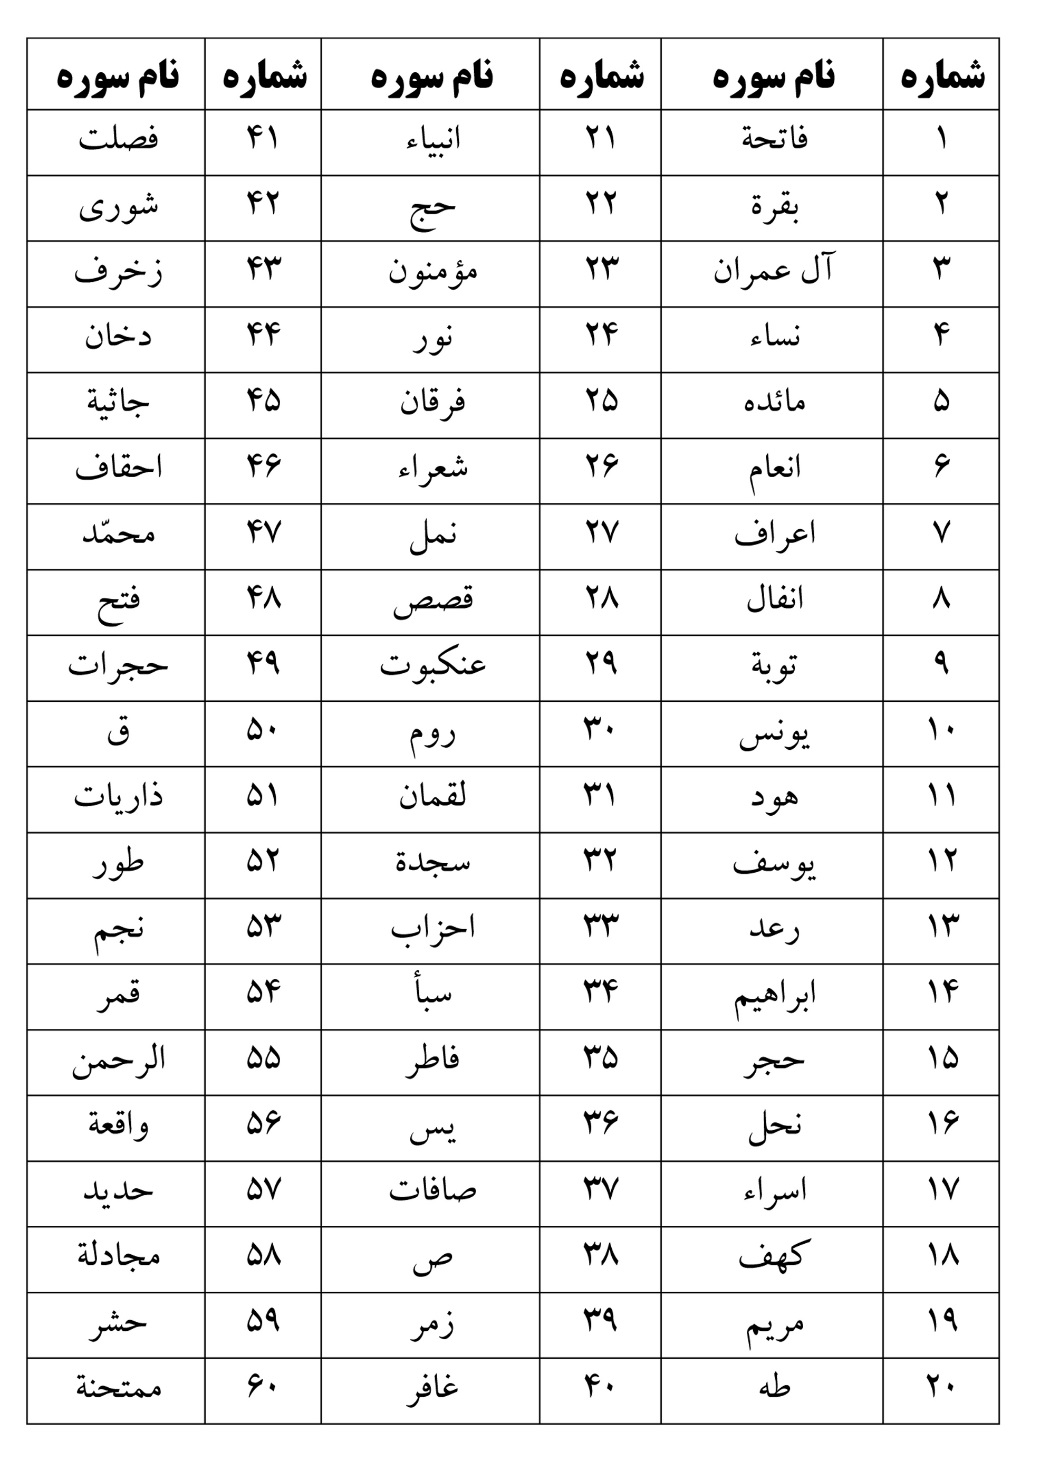 شماره نام سوره شماره نام سوره شماره نام سوره
۱ فاتحة ۲۱ انبیاء ۴۱ فصلت
۲ بقرة ۲۲ حج ۴۲ شوری
۳ آل عمران ۲۳ مؤمنون ۴۳ زخرف
۴ نساء ۲۴ نور ۴۴ دخان
۵ مائده ۲۵ فرقان ۴۵ جاثیة
۶ انعام ۲۶ شعراء ۴۶ احقاف
۷ اعراف ۲۷ نمل ۴۷ محمّد
۸ انفال ۲۸ قصص ۴۸ فتح
۹ توبة ۲۹ عنکبوت ۴۹ حجرات
۱۰ یونس ۳۰ روم ۵۰ ق
۱۱ هود ۳۱ لقمان ۵۱ ذاریات
۱۲ یوسف ۳۲ سجدة ۵۲ طور
۱۳ رعد ۳۳ احزاب ۵۳ نجم
۱۴ ابراهیم ۳۴ سبأ ۵۴ قمر
۱۵ حجر ۳۵ فاطر ۵۵ الرحمن
۱۶ نحل ۳۶ یس ۵۶ واقعة
۱۷ اسراء ۳۷ صافات ۵۷ حدید
۱۸ کهف ۳۸ ص ۵۸ مجادلة
۱۹ مریم ۳۹ زمر ۵۹ حشر
۲۰ طه ۴۰ غافر ۶۰ ممتحنة